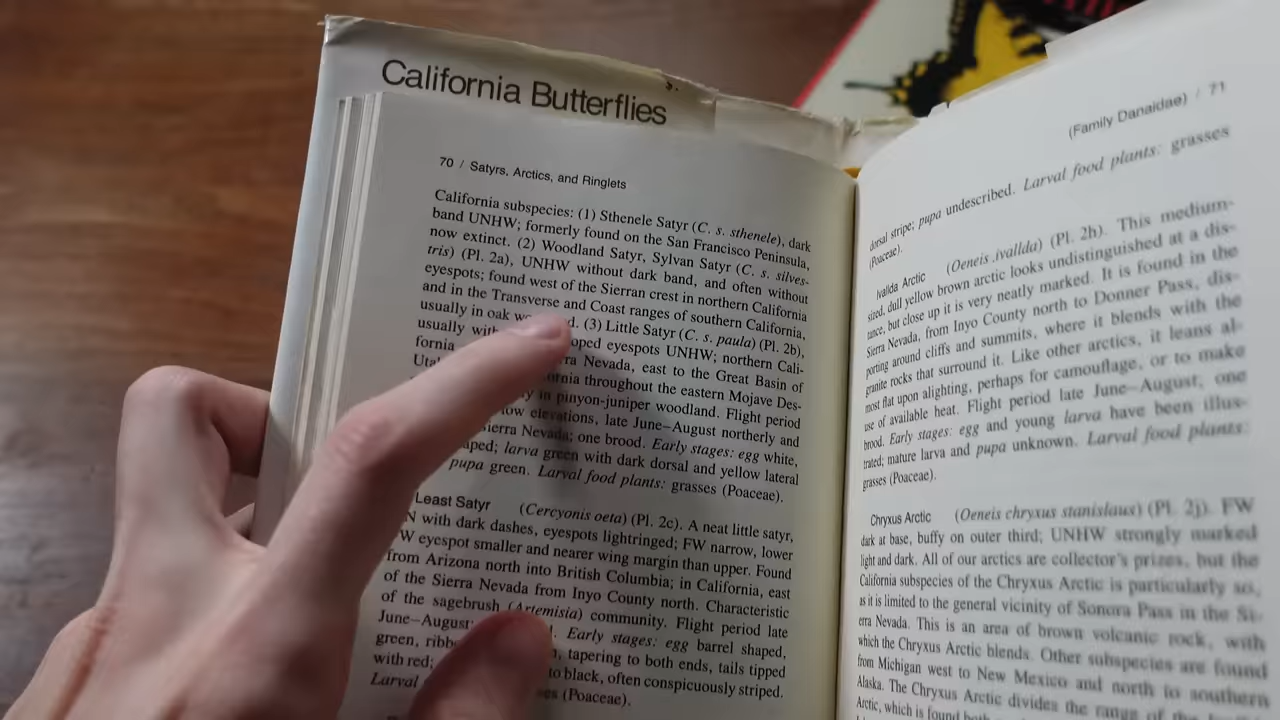 California Butterflies
70 / Satyrs, Arctics, and Ringlets
California subspecies: (1) Sthenele Satyr (C. s. sthenele), dark
band UNHW; formerly found on the San Francisco Peninsula,
now extinct. (2) Woodland Satyr, Sylvan Satyr (C. s. silves-
tris) (Pl. 2a), UNHW without dark band, and often without
eyespots; found west of the Sierran crest in northern California
and in the Transverse and Coast ranges of southern California,
usually in oak (3) Little Satyr (C. s. paula) (Pl. 2b),
usually eyespots UNHW; northern Cali-
fornia Nevada, east to the Great Basin of
throughout the eastern Mojave Des-
in pinyon-juniper woodland. Flight period
elevations, late June–August northerly and
Sierra Nevada; one brood. Early stages: egg white,
larva green with dark dorsal and yellow lateral
pupa green. Larval food plants: grasses (Poaceae).
Least Satyr (Cercyonis oeta) (Pl. 2c). A neat little satyr,
with dark dashes, eyespots lightringed; FW narrow, lower
eyespot smaller and nearer wing margin than upper. Found
from Arizona north into British Columbia; in California, east
of the Sierra Nevada from Inyo County north. Characteristic
of the sagebrush (Artemisia) community. Flight period late
June–August; Early stages: egg barrel shaped,
green, tapering to both ends, tails tipped
with red; to black, often conspicuously striped.
Larval (Poaceae).
(Family Danaidae) / 71
dorsal stripe; pupa undescribed. Larval food plants: grasses
(Poaceae).
Ivallda Arctic (Oeneis ivallda) (Pl. 2h). This medium-
sized, dull yellow brown arctic looks undistinguished at a dis-
tance, but close up it is very neatly marked. It is found in the
Sierra Nevada, from Inyo County north to Donner Pass, dis-
porting around cliffs and summits, where it blends with the
granite rocks that surround it. Like other arctics, it leans al-
most flat upon alighting, perhaps for camouflage, or to make
use of available heat. Flight period late June–August; one
brood. Early stages: egg and young larva have been illus-
trated; mature larva and pupa unknown. Larval food plants:
grasses (Poaceae).
Chryxus Arctic (Oeneis chryxus stanislaus) (Pl. 2j). FW
dark at base, buffy on outer third; UNHW strongly marked
light and dark. All of our arctics are collector's prizes, but the
California subspecies of the Chryxus Arctic is particularly so,
as it is limited to the general vicinity of Sonora Pass in the Si-
erra Nevada. This is an area of brown volcanic rock, with
which the Chryxus Arctic blends. Other subspecies are found
from Michigan west to New Mexico and north to southern
Alaska. The Chryxus Arctic divides the range of the
Arctic, which is found both